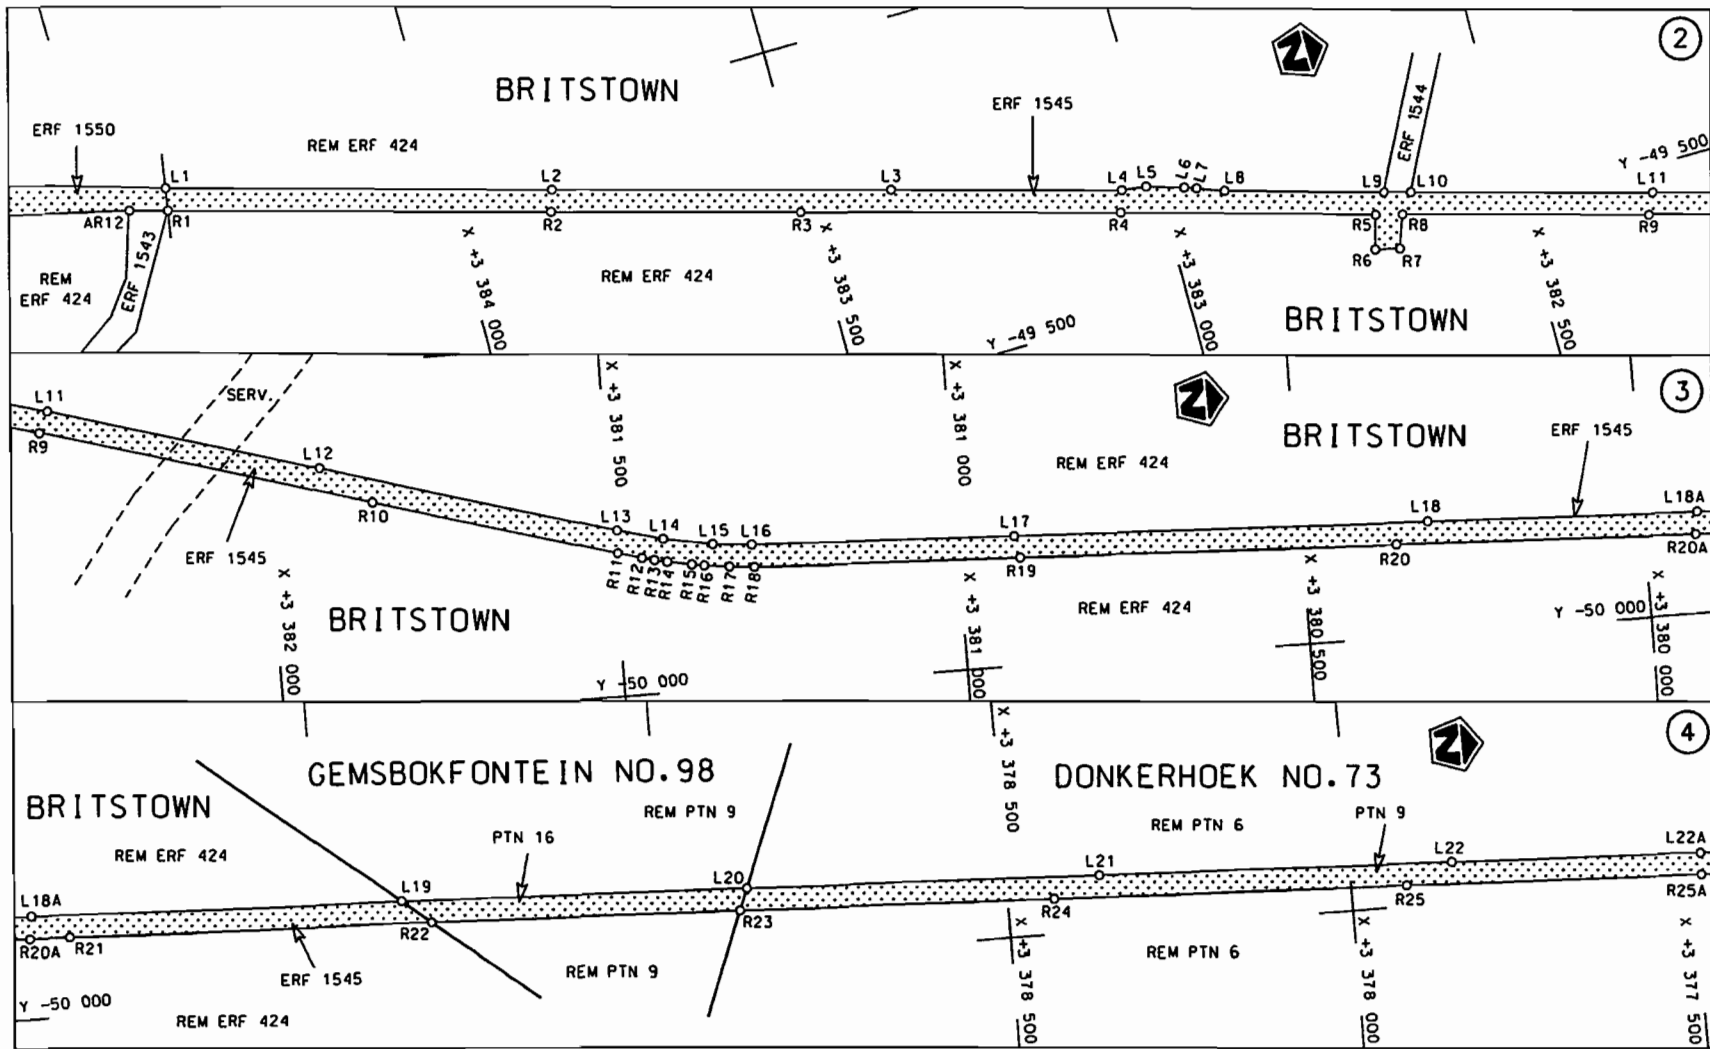 2
BRITSTOWN
ERF 1545
ERF 1550
REM ERF 424
ERF 1544
Y -49 500
L1
L2
L3
L4
L5
L6
L7
L8
L9
L10
L11
AR12
R1
R2
R3
R4
R5
R8
R9
R6
R7
ERF 1543
REM
ERF 424
X +3 384 000
REM ERF 424
X +3 383 500
Y -49 500
X +3 383 000
BRITSTOWN
X +3 382 500
3
L11
SERV.
R9
L12
R10
ERF 1545
X +3 381 500
X +3 381 000
BRITSTOWN
REM ERF 424
ERF 1545
L13
L14
L15
L16
L17
L18
L18A
R11
R12
R13
R14
R15
R16
R17
R18
R19
R20
R20A
X +3 382 000
BRITSTOWN
Y -50 000
REM ERF 424
X +3 381 000
X +3 380 500
Y -50 000
X +3 380 000
4
GEMSBOKFONTEIN NO.98
DONKERHOEK NO.73
BRITSTOWN
REM PTN 9
X +3 378 500
REM PTN 6
PTN 9
PTN 16
REM ERF 424
L18A
L19
L20
L21
L22
L22A
R20A
R21
R22
R23
R24
R25
R25A
ERF 1545
REM PTN 9
REM PTN 6
Y -50 000
REM ERF 424
X +3 378 500
X +3 378 000
X +3 377 500